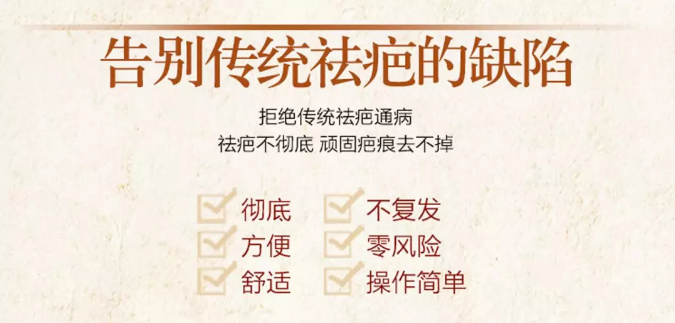 告别传统祛疤的缺陷
拒绝传统祛疤通病
祛疤不彻底 顽固疤痕去不掉
彻底 不复发
方便 零风险
舒适 操作简单